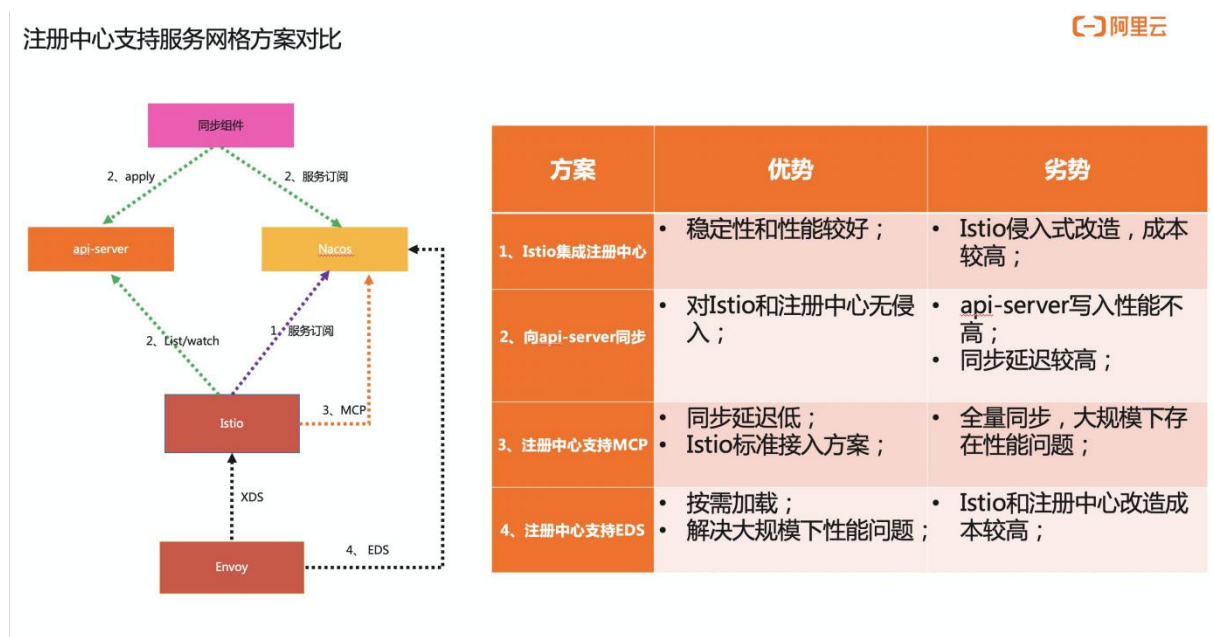 注册中心支持服务网格方案对比
阿里云
同步组件
2、apply
2、服务订阅
api-server
Nacos
2、List/watch
1、服务订阅
3、MCP
Istio
XDS
4、 EDS
Envoy
方案
优势
劣势
1、Istio集成注册中心
• 稳定性和性能较好；
• Istio侵入式改造，成本
较高；
2、向api-server同步
• 对Istio和注册中心无侵
入；
• api-server写入性能不
高；
• 同步延迟较高；
3、注册中心支持MCP
• 同步延迟低；
• Istio标准接入方案；
• 全量同步，大规模下存
在性能问题；
4、注册中心支持EDS
• 按需加载；
• 解决大规模下性能问题；
• Istio和注册中心改造成
本较高；